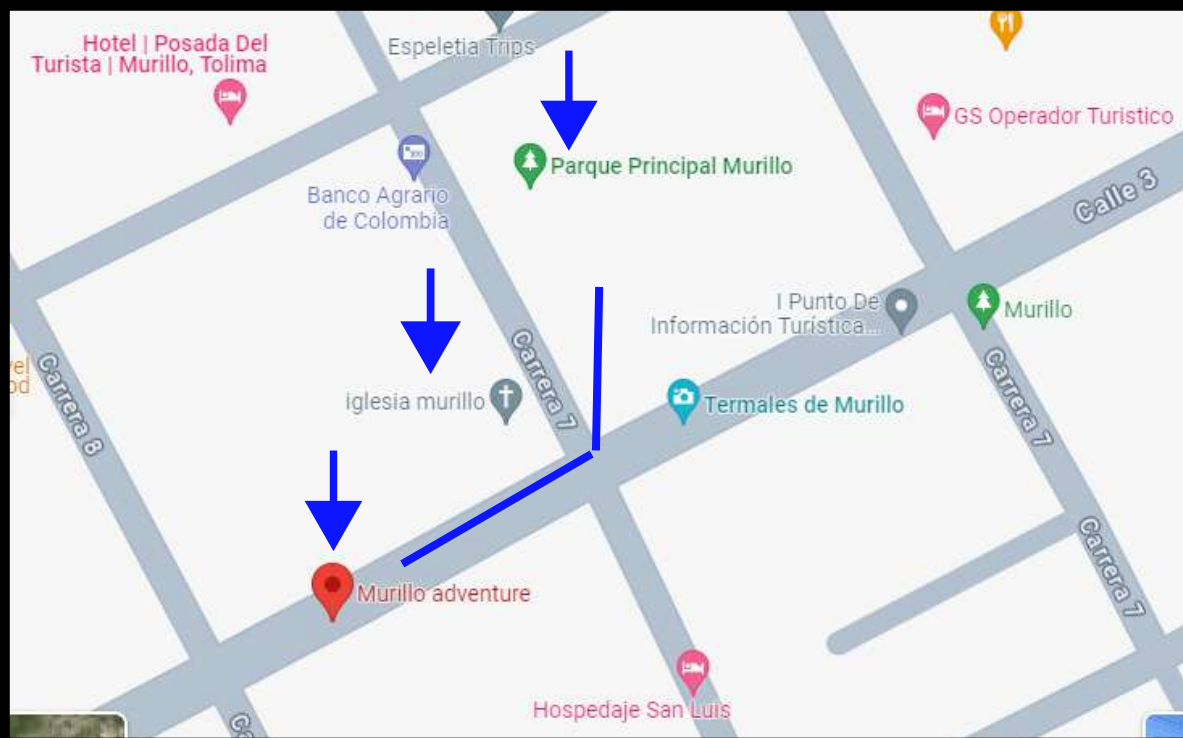 Hotel | Posada Del
Turista | Murillo, Tolima
Espeletia Trips
GS Operador Turistico
Parque Principal Murillo
Banco Agrario
de Colombia
Calle 3
I Punto De
Información Turística...
Murillo
Carrera 7
iglesia murillo
Termales de Murillo
Carrera 7
Carrera 8
Murillo adventure
Carrera 7
Hospedaje San Luis